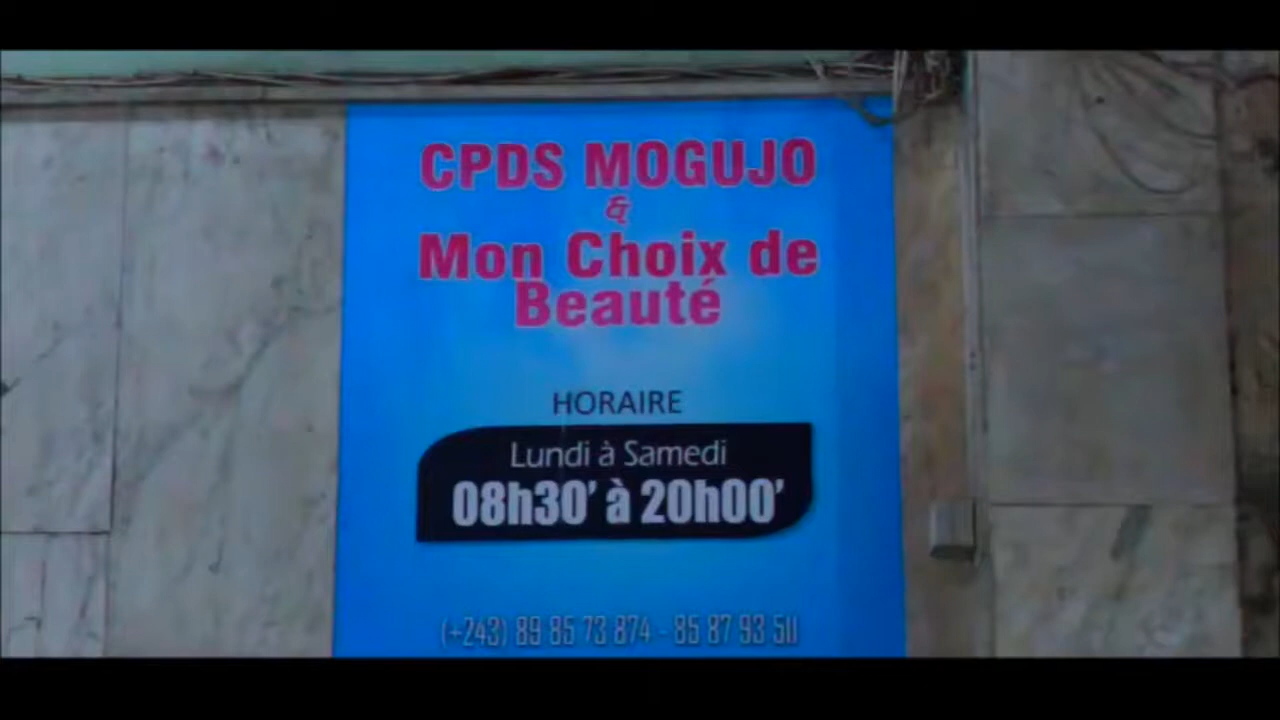 CPDS MOGUJO
&
Mon Choix de
Beauté
HORAIRE
Lundi à Samedi
08h30' à 20h00'
(+243) 89 85 73 874 - 85 87 93